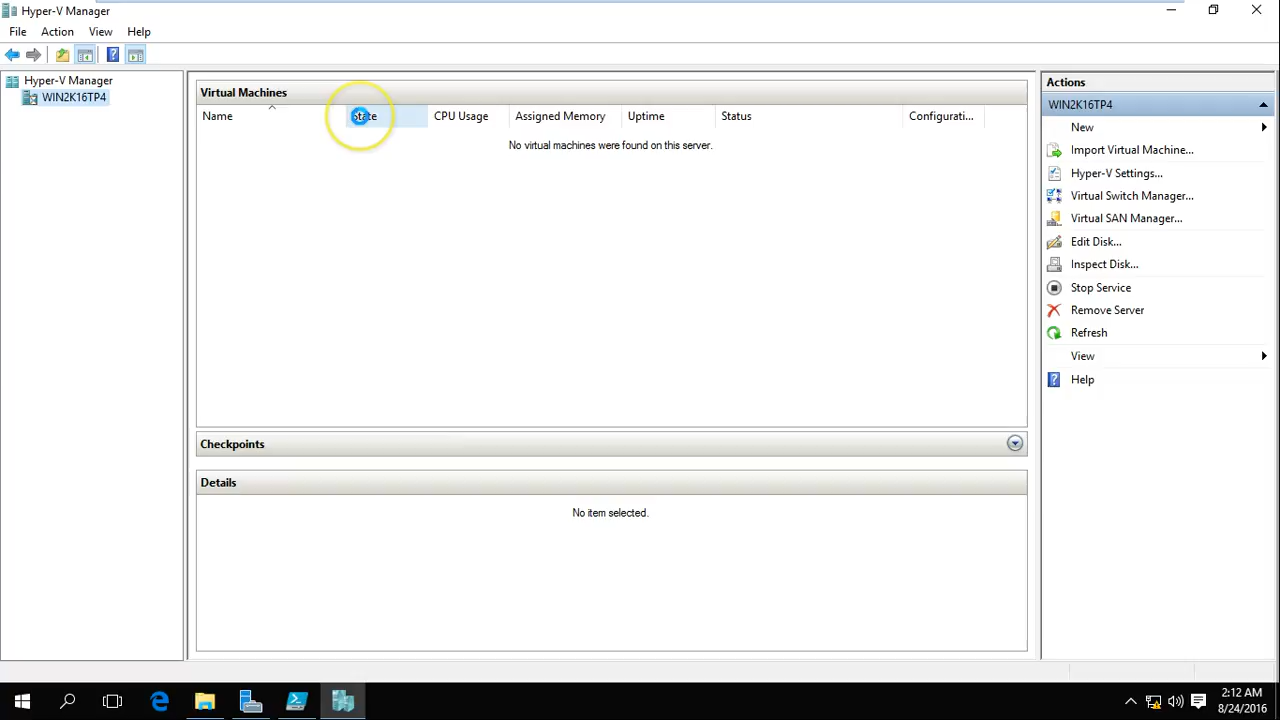 Hyper-V Manager
File Action View Help
Hyper-V Manager
WIN2K16TP4
Virtual Machines
Name State CPU Usage Assigned Memory Uptime Status Configurati...
No virtual machines were found on this server.
Checkpoints
Details
No item selected.
Actions
WIN2K16TP4
New
Import Virtual Machine...
Hyper-V Settings...
Virtual Switch Manager...
Virtual SAN Manager...
Edit Disk...
Inspect Disk...
Stop Service
Remove Server
Refresh
View
Help
2:12 AM
8/24/2016